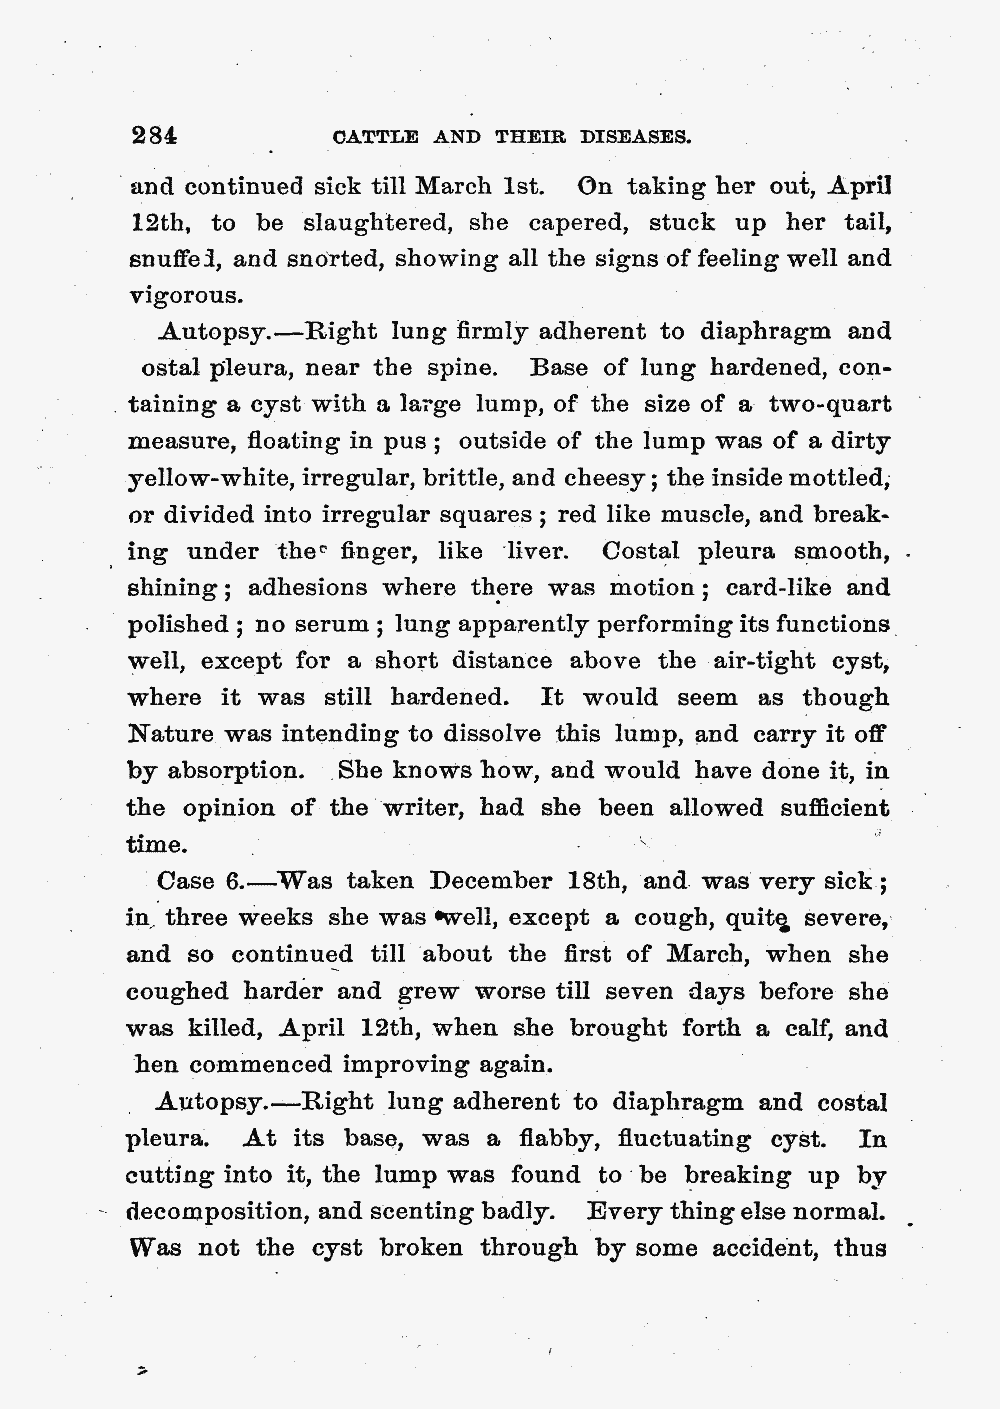 284 CATTLE AND THEIR DISEASES.
and continued sick till March 1st. On taking her out, April
12th, to be slaughtered, she capered, stuck up her tail,
snuffed, and snorted, showing all the signs of feeling well and
vigorous.
Autopsy.—Right lung firmly adherent to diaphragm and
ostal pleura, near the spine. Base of lung hardened, con-
taining a cyst with a large lump, of the size of a two-quart
measure, floating in pus; outside of the lump was of a dirty
yellow-white, irregular, brittle, and cheesy; the inside mottled,
or divided into irregular squares; red like muscle, and break-
ing under the finger, like liver. Costal pleura smooth,
shining; adhesions where there was motion; card-like and
polished; no serum; lung apparently performing its functions
well, except for a short distance above the air-tight cyst,
where it was still hardened. It would seem as though
Nature was intending to dissolve this lump, and carry it off
by absorption. She knows how, and would have done it, in
the opinion of the writer, had she been allowed sufficient
time.
Case 6.—Was taken December 18th, and was very sick;
in three weeks she was well, except a cough, quite severe,
and so continued till about the first of March, when she
coughed harder and grew worse till seven days before she
was killed, April 12th, when she brought forth a calf, and
hen commenced improving again.
Autopsy.—Right lung adherent to diaphragm and costal
pleura. At its base, was a flabby, fluctuating cyst. In
cutting into it, the lump was found to be breaking up by
decomposition, and scenting badly. Every thing else normal.
Was not the cyst broken through by some accident, thus